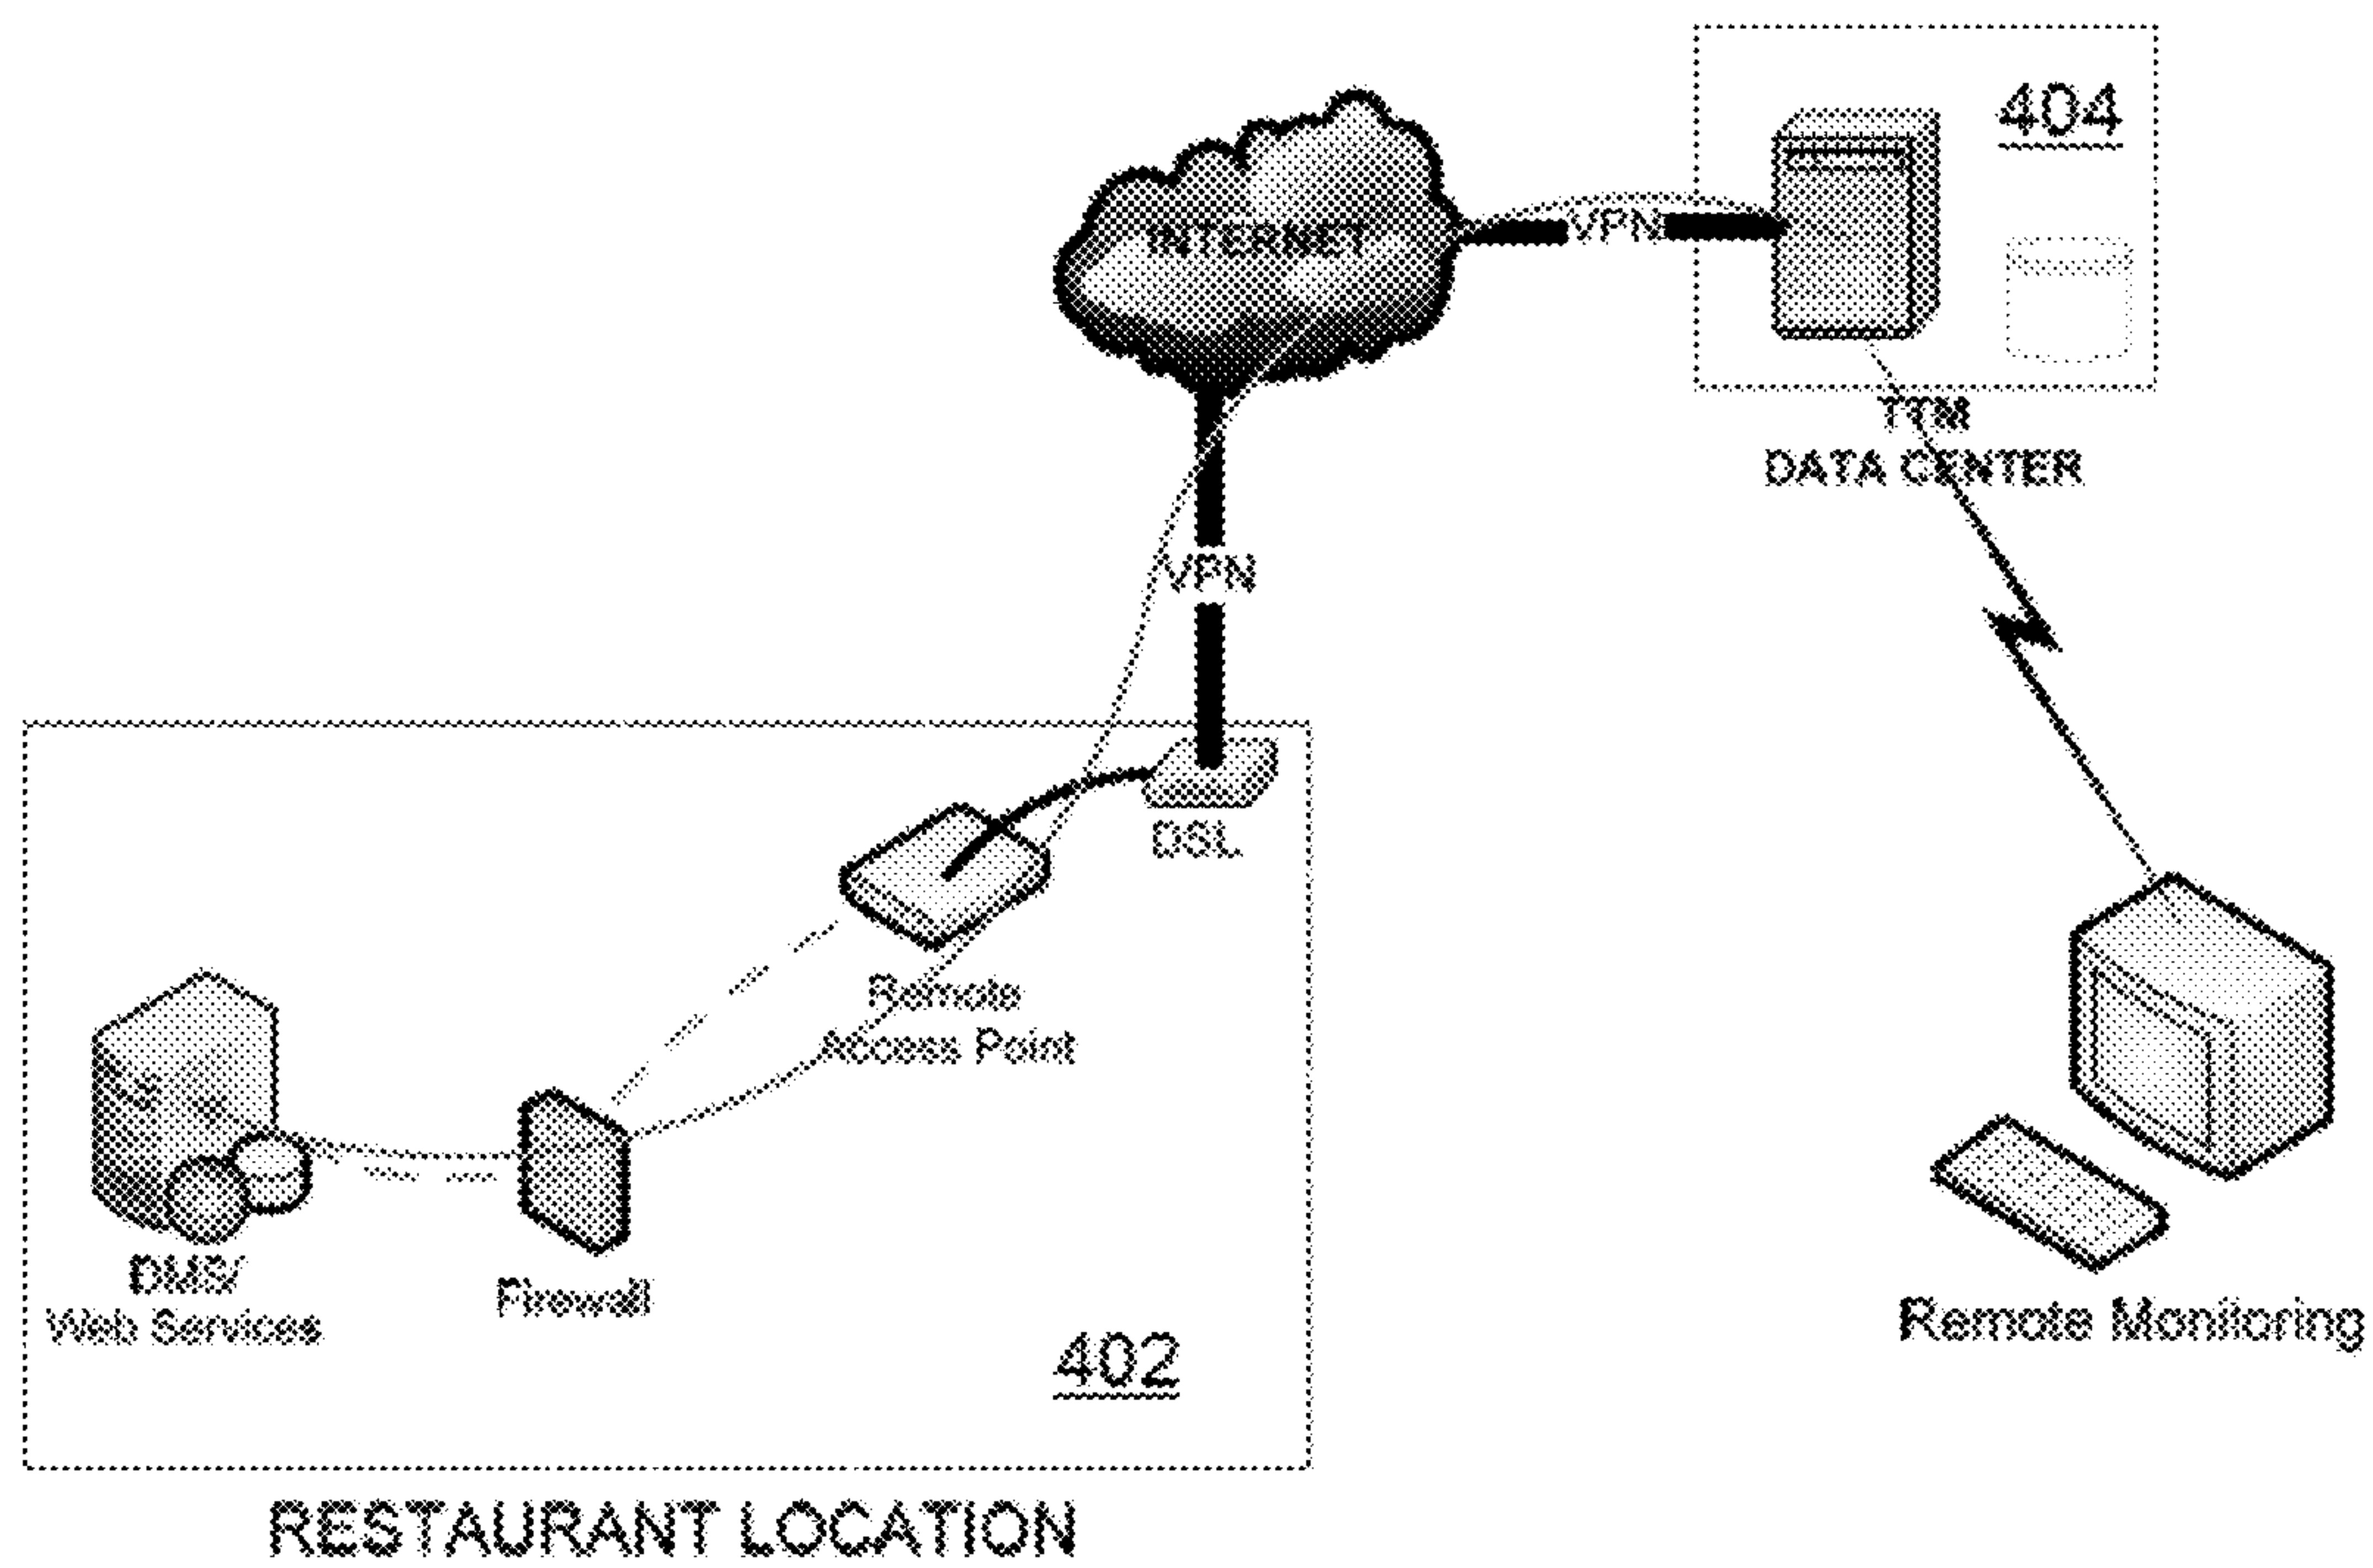 404
INTERNET
VPN
TTM
DATA CENTER
VPN
DSL
Remote
Access Point
DMB/
Web Services
Firewall
402
Remote Monitoring
RESTAURANT LOCATION